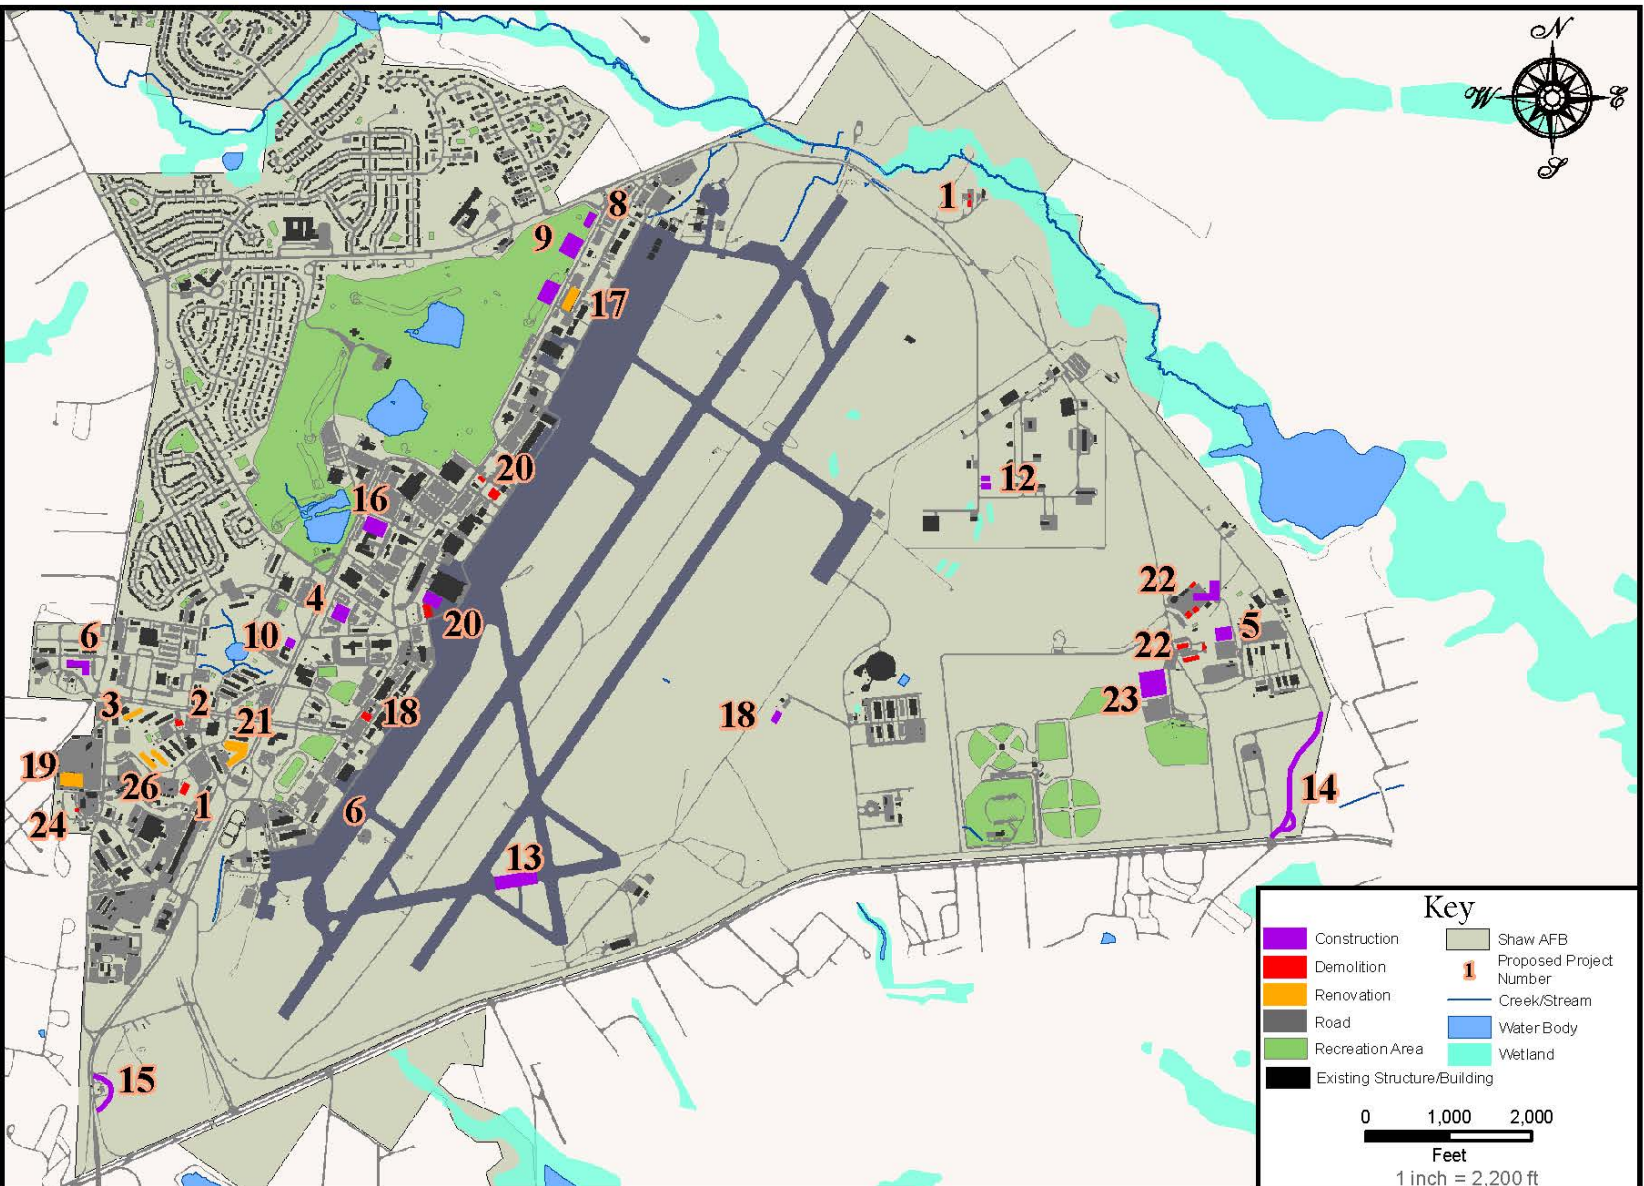 N
W
E
S
8
1
9
17
20
16
12
4
22
20
5
6
10
22
3
2
21
18
18
23
19
26
14
1
24
6
13
15
Key
Construction
Shaw AFB
Demolition
1
Proposed Project
Number
Renovation
Creek/Stream
Road
Water Body
Recreation Area
Wetland
Existing Structure/Building
0 1,000 2,000
Feet
1 inch = 2,200 ft